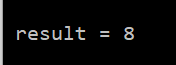 result = 8